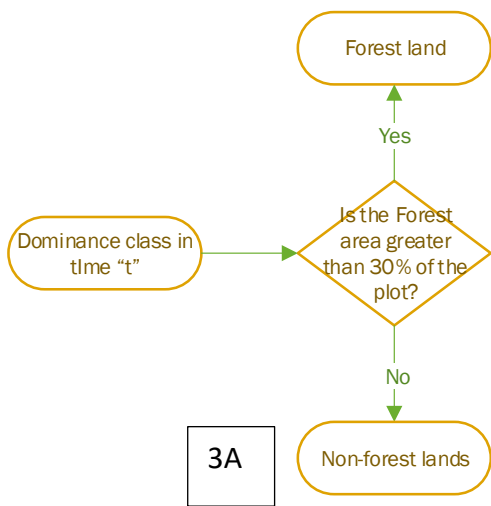 Forest land
Yes
Dominance class in
tIme “t”
Is the Forest
area greater
than 30% of the
plot?
No
3A
Non-forest lands